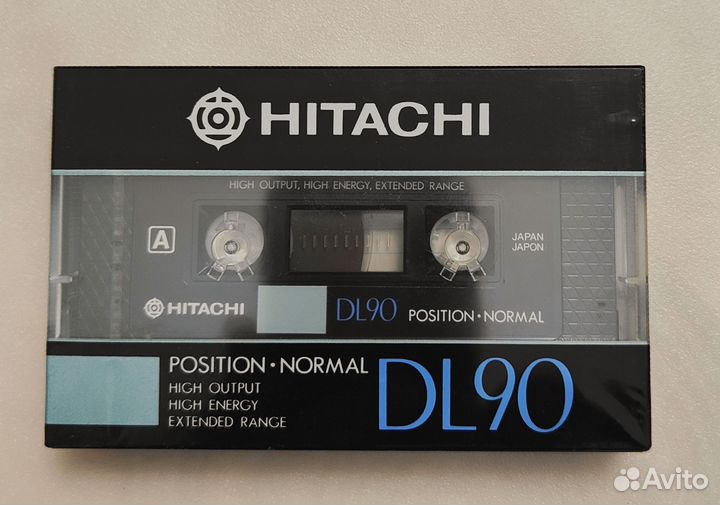 HITACHI
HIGH OUTPUT, HIGH ENERGY, EXTENDED RANGE
A
JAPAN
JAPON
HITACHI
DL90 POSITION·NORMAL
POSITION·NORMAL
HIGH OUTPUT
HIGH ENERGY
EXTENDED RANGE
DL90
Avito